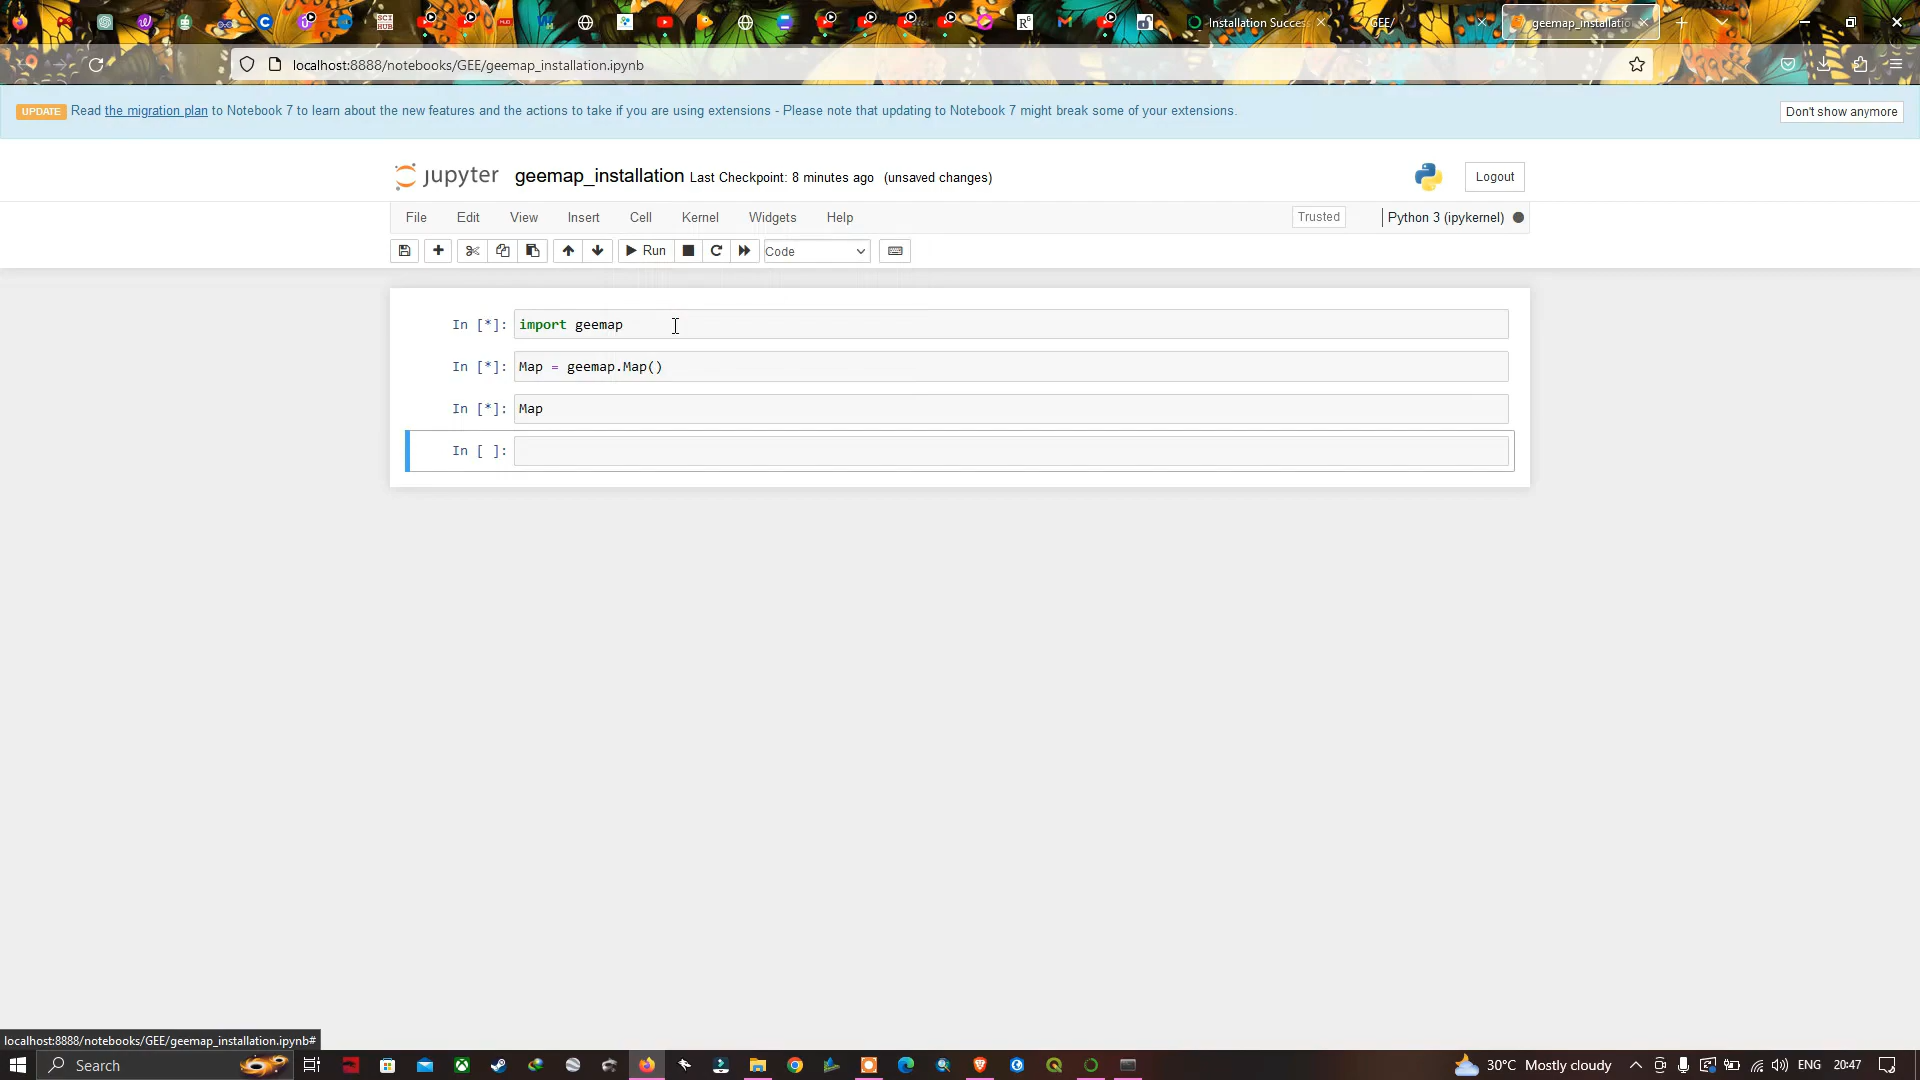 SCI HUB
Installation Success
GEE/
geemap_installatio
localhost:8888/notebooks/GEE/geemap_installation.ipynb
UPDATE Read the migration plan to Notebook 7 to learn about the new features and the actions to take if you are using extensions - Please note that updating to Notebook 7 might break some of your extensions.
Don't show anymore
jupyter geemap_installation Last Checkpoint: 8 minutes ago (unsaved changes)
Logout
File Edit View Insert Cell Kernel Widgets Help
Trusted
Python 3 (ipykernel)
Run
Code
In [*]: import geemap
In [*]: Map = geemap.Map()
In [*]: Map
In [ ]:
localhost:8888/notebooks/GEE/geemap_installation.ipynb#
Search
30°C Mostly cloudy
ENG
20:47